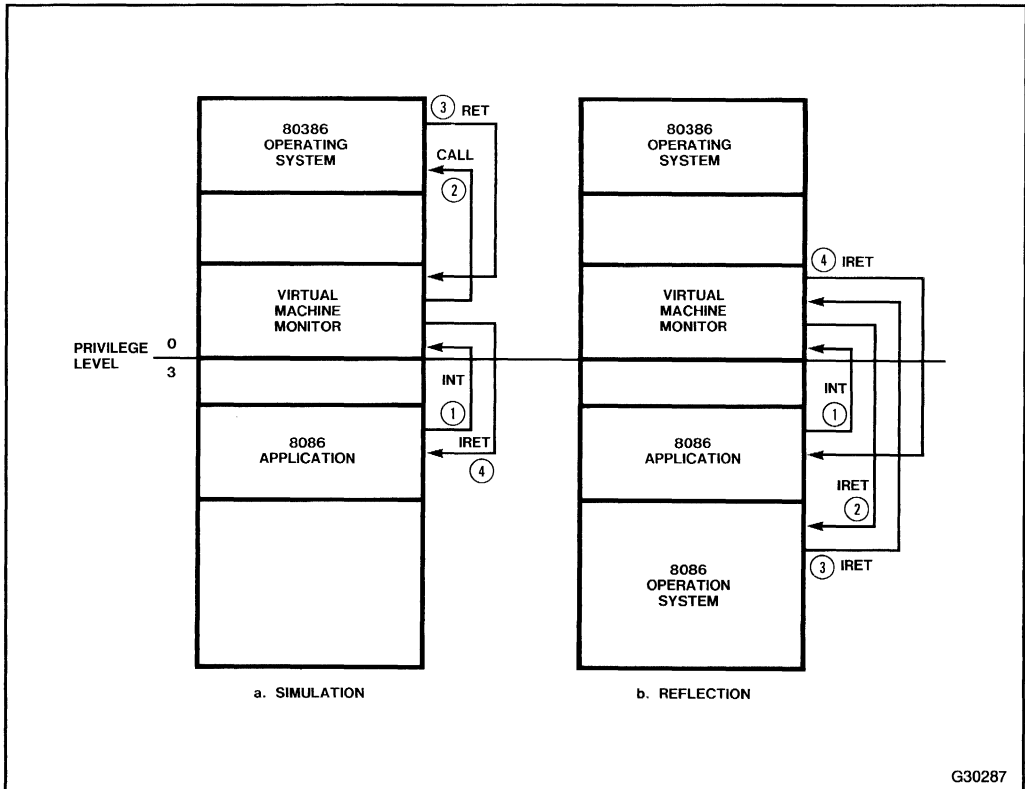 80386
OPERATING
SYSTEM
VIRTUAL
MACHINE
MONITOR
8086
APPLICATION
PRIVILEGE
LEVEL
0
3
3 RET
CALL
2
INT
1
IRET
4
a. SIMULATION
80386
OPERATING
SYSTEM
VIRTUAL
MACHINE
MONITOR
8086
APPLICATION
8086
OPERATION
SYSTEM
4 IRET
INT
1
IRET
2
3 IRET
b. REFLECTION
G30287